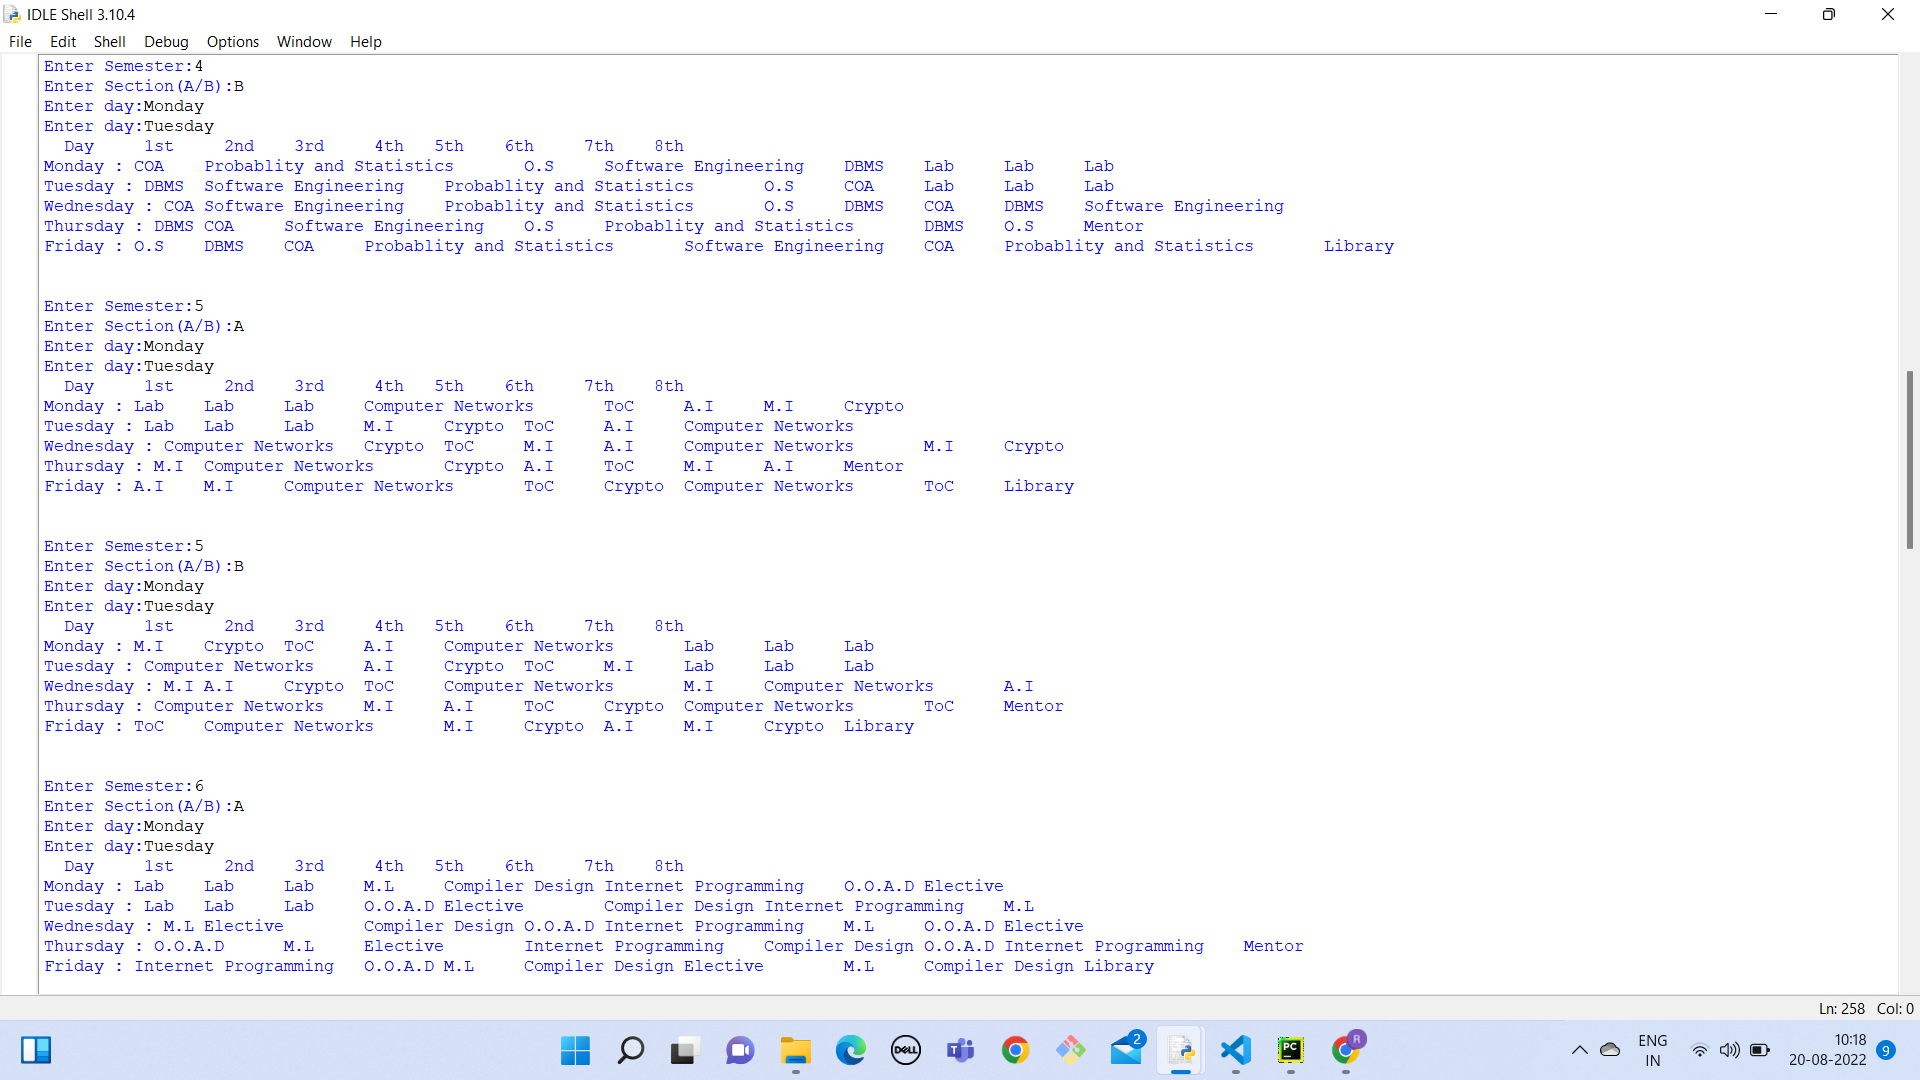 IDLE Shell 3.10.4
File Edit Shell Debug Options Window Help
Enter Semester:4
Enter Section(A/B):B
Enter day:Monday
Enter day:Tuesday
Day 1st 2nd 3rd 4th 5th 6th 7th 8th
Monday : COA Probablity and Statistics O.S Software Engineering DBMS Lab Lab Lab
Tuesday : DBMS Software Engineering Probablity and Statistics O.S COA Lab Lab Lab
Wednesday : COA Software Engineering Probablity and Statistics O.S DBMS COA DBMS Software Engineering
Thursday : DBMS COA Software Engineering O.S Probablity and Statistics DBMS O.S Mentor
Friday : O.S DBMS COA Probablity and Statistics Software Engineering COA Probablity and Statistics Library
Enter Semester:5
Enter Section(A/B):A
Enter day:Monday
Enter day:Tuesday
Day 1st 2nd 3rd 4th 5th 6th 7th 8th
Monday : Lab Lab Lab Computer Networks ToC A.I M.I Crypto
Tuesday : Lab Lab Lab M.I Crypto ToC A.I Computer Networks
Wednesday : Computer Networks Crypto ToC M.I A.I Computer Networks M.I Crypto
Thursday : M.I Computer Networks Crypto A.I ToC M.I A.I Mentor
Friday : A.I M.I Computer Networks ToC Crypto Computer Networks ToC Library
Enter Semester:5
Enter Section(A/B):B
Enter day:Monday
Enter day:Tuesday
Day 1st 2nd 3rd 4th 5th 6th 7th 8th
Monday : M.I Crypto ToC A.I Computer Networks Lab Lab Lab
Tuesday : Computer Networks A.I Crypto ToC M.I Lab Lab Lab
Wednesday : M.I A.I Crypto ToC Computer Networks M.I Computer Networks A.I
Thursday : Computer Networks M.I A.I ToC Crypto Computer Networks ToC Mentor
Friday : ToC Computer Networks M.I Crypto A.I M.I Crypto Library
Enter Semester:6
Enter Section(A/B):A
Enter day:Monday
Enter day:Tuesday
Day 1st 2nd 3rd 4th 5th 6th 7th 8th
Monday : Lab Lab Lab M.L Compiler Design Internet Programming O.O.A.D Elective
Tuesday : Lab Lab Lab O.O.A.D Elective Compiler Design Internet Programming M.L
Wednesday : M.L Elective Compiler Design O.O.A.D Internet Programming M.L O.O.A.D Elective
Thursday : O.O.A.D M.L Elective Internet Programming Compiler Design O.O.A.D Internet Programming Mentor
Friday : Internet Programming O.O.A.D M.L Compiler Design Elective M.L Compiler Design Library
Ln: 258 Col: 0
DELL
T
2
PC
R
ENG
IN
10:18
20-08-2022
9